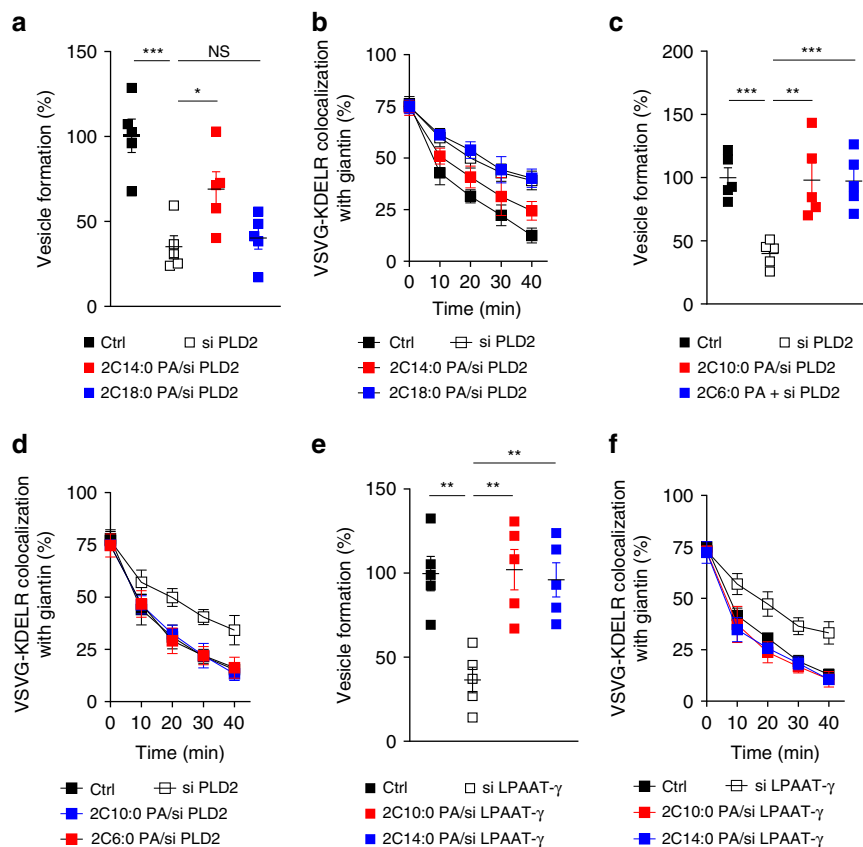 a
Vesicle formation (%)
150
100
50
0
***
NS
*
Ctrl
si PLD2
2C14:0 PA/si PLD2
2C18:0 PA/si PLD2
b
VSVG-KDELR colocalization
with giantin (%)
100
75
50
25
0
0 10 20 30 40
Time (min)
Ctrl
si PLD2
2C14:0 PA/si PLD2
2C18:0 PA/si PLD2
c
Vesicle formation (%)
200
150
100
50
0
***
*** **
Ctrl
si PLD2
2C10:0 PA/si PLD2
2C6:0 PA + si PLD2
d
VSVG-KDELR colocalization
with giantin (%)
100
75
50
25
0
0 10 20 30 40
Time (min)
Ctrl
si PLD2
2C10:0 PA/si PLD2
2C6:0 PA/si PLD2
e
Vesicle formation (%)
150
100
50
0
**
** **
Ctrl
si LPAAT-γ
2C10:0 PA/si LPAAT-γ
2C14:0 PA/si LPAAT-γ
f
VSVG-KDELR colocalization
with giantin (%)
100
75
50
25
0
0 10 20 30 40
Time (min)
Ctrl
si LPAAT-γ
2C10:0 PA/si LPAAT-γ
2C14:0 PA/si LPAAT-γ